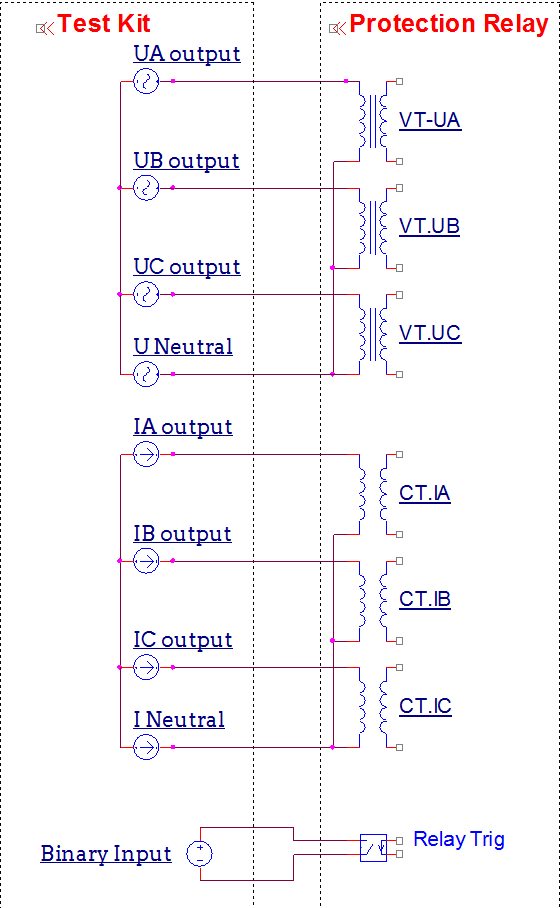 Test Kit
Protection Relay
UA output
VT-UA
UB output
VT.UB
UC output
VT.UC
U Neutral
IA output
CT.IA
IB output
CT.IB
IC output
CT.IC
I Neutral
Binary Input
+
−
Relay Trig